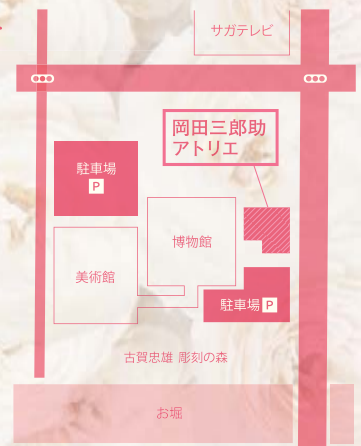 サガテレビ
岡田三郎助
アトリエ
駐車場
P
博物館
美術館
駐車場 P
古賀忠雄 彫刻の森
お堀